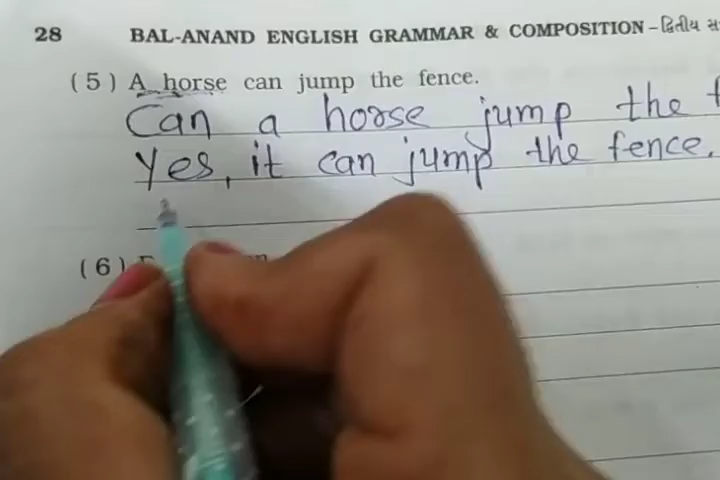 28 BAL-ANAND ENGLISH GRAMMAR & COMPOSITION – દ્વિતીય
(5) A horse can jump the fence.
Can a horse jump the
Yes, it can jump the fence.
(6)